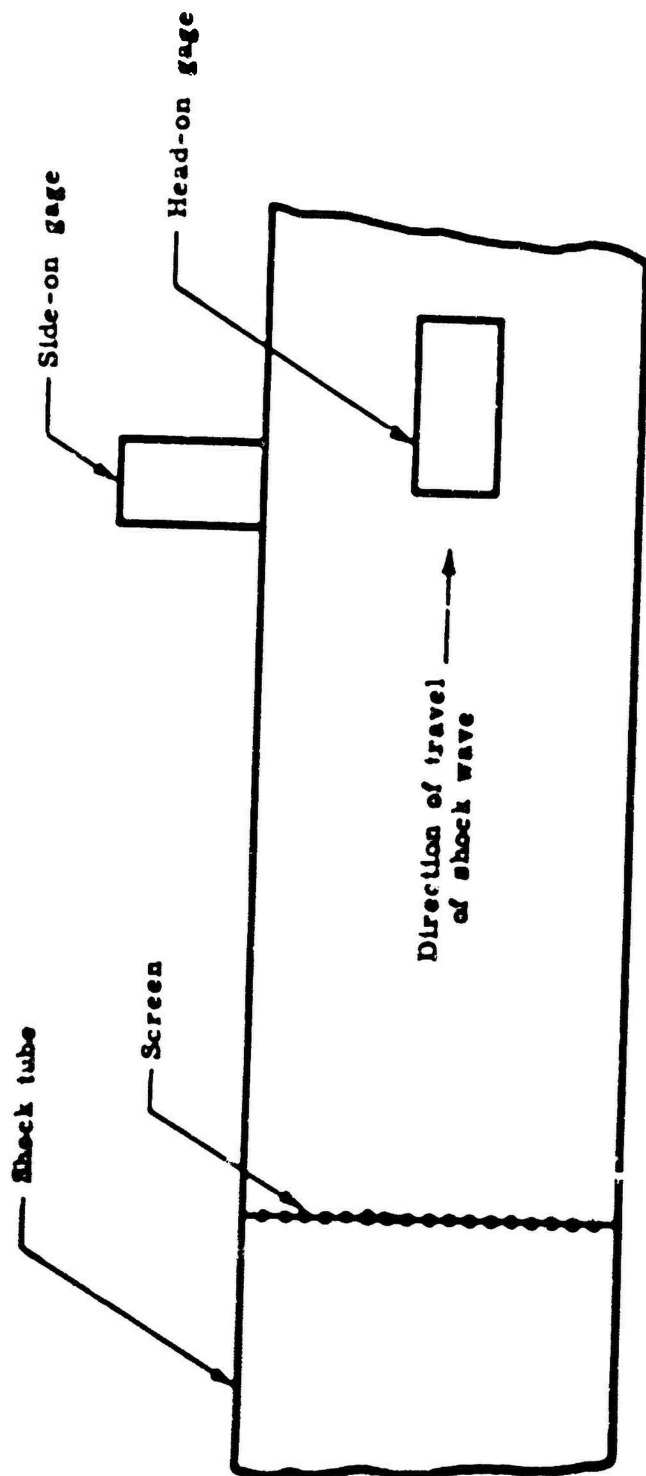 Shock tube
Screen
Side-on gage
Head-on gage
Direction of travel
of shock wave